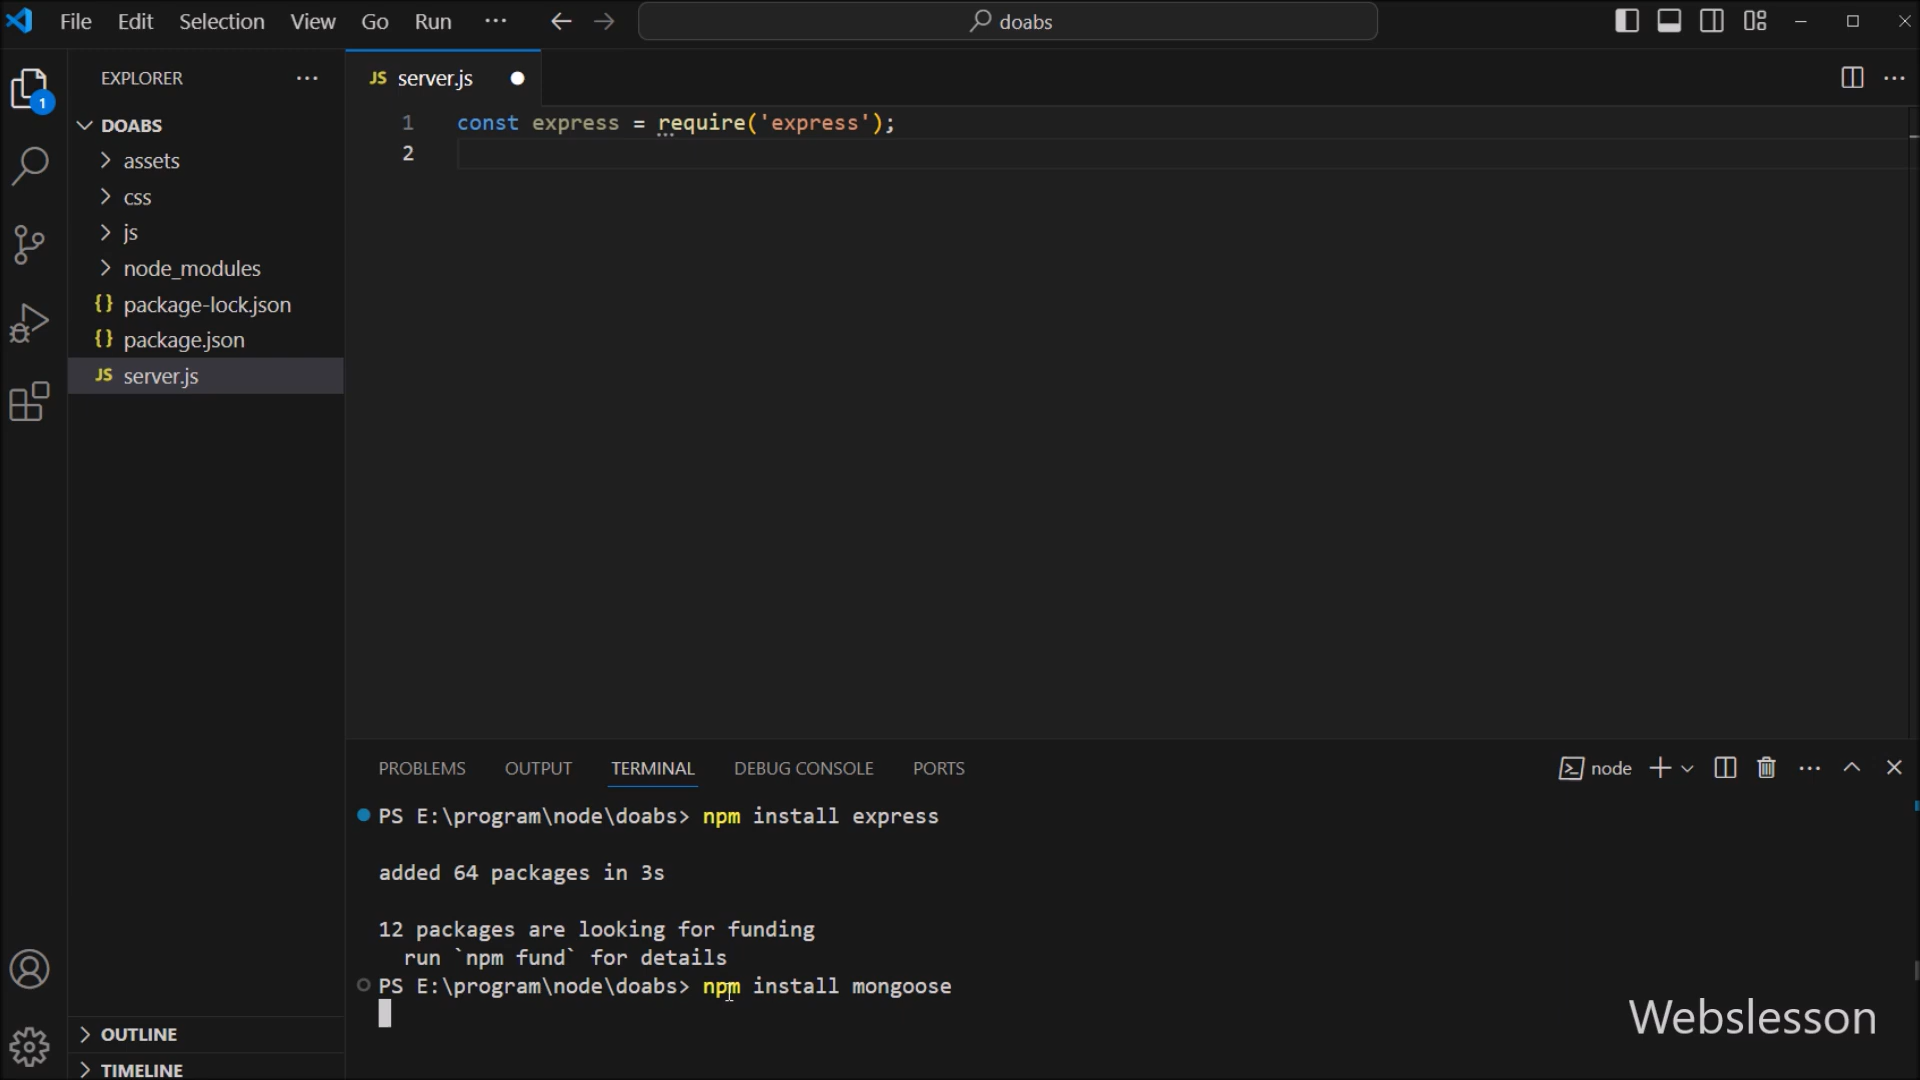 File Edit Selection View Go Run ··· doabs
EXPLORER ···
JS server.js
DOABS
assets
css
js
node_modules
{} package-lock.json
{} package.json
JS server.js
1 const express = require('express');
2
1
PROBLEMS OUTPUT TERMINAL DEBUG CONSOLE PORTS node
PS E:\program\node\doabs> npm install express
added 64 packages in 3s
12 packages are looking for funding
run `npm fund` for details
PS E:\program\node\doabs> npm install mongoose
OUTLINE
TIMELINE
Webslesson